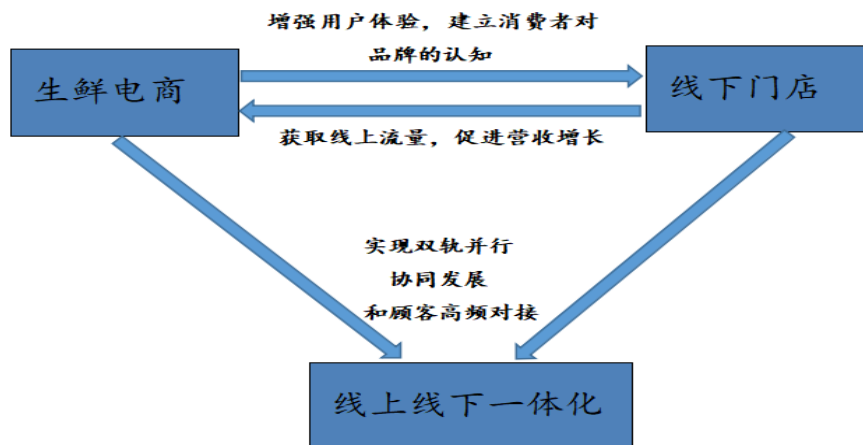 增强用户体验，建立消费者对
品牌的认知
生鲜电商
线下门店
获取线上流量，促进营收增长
实现双轨并行
协同发展
和顾客高频对接
线上线下一体化